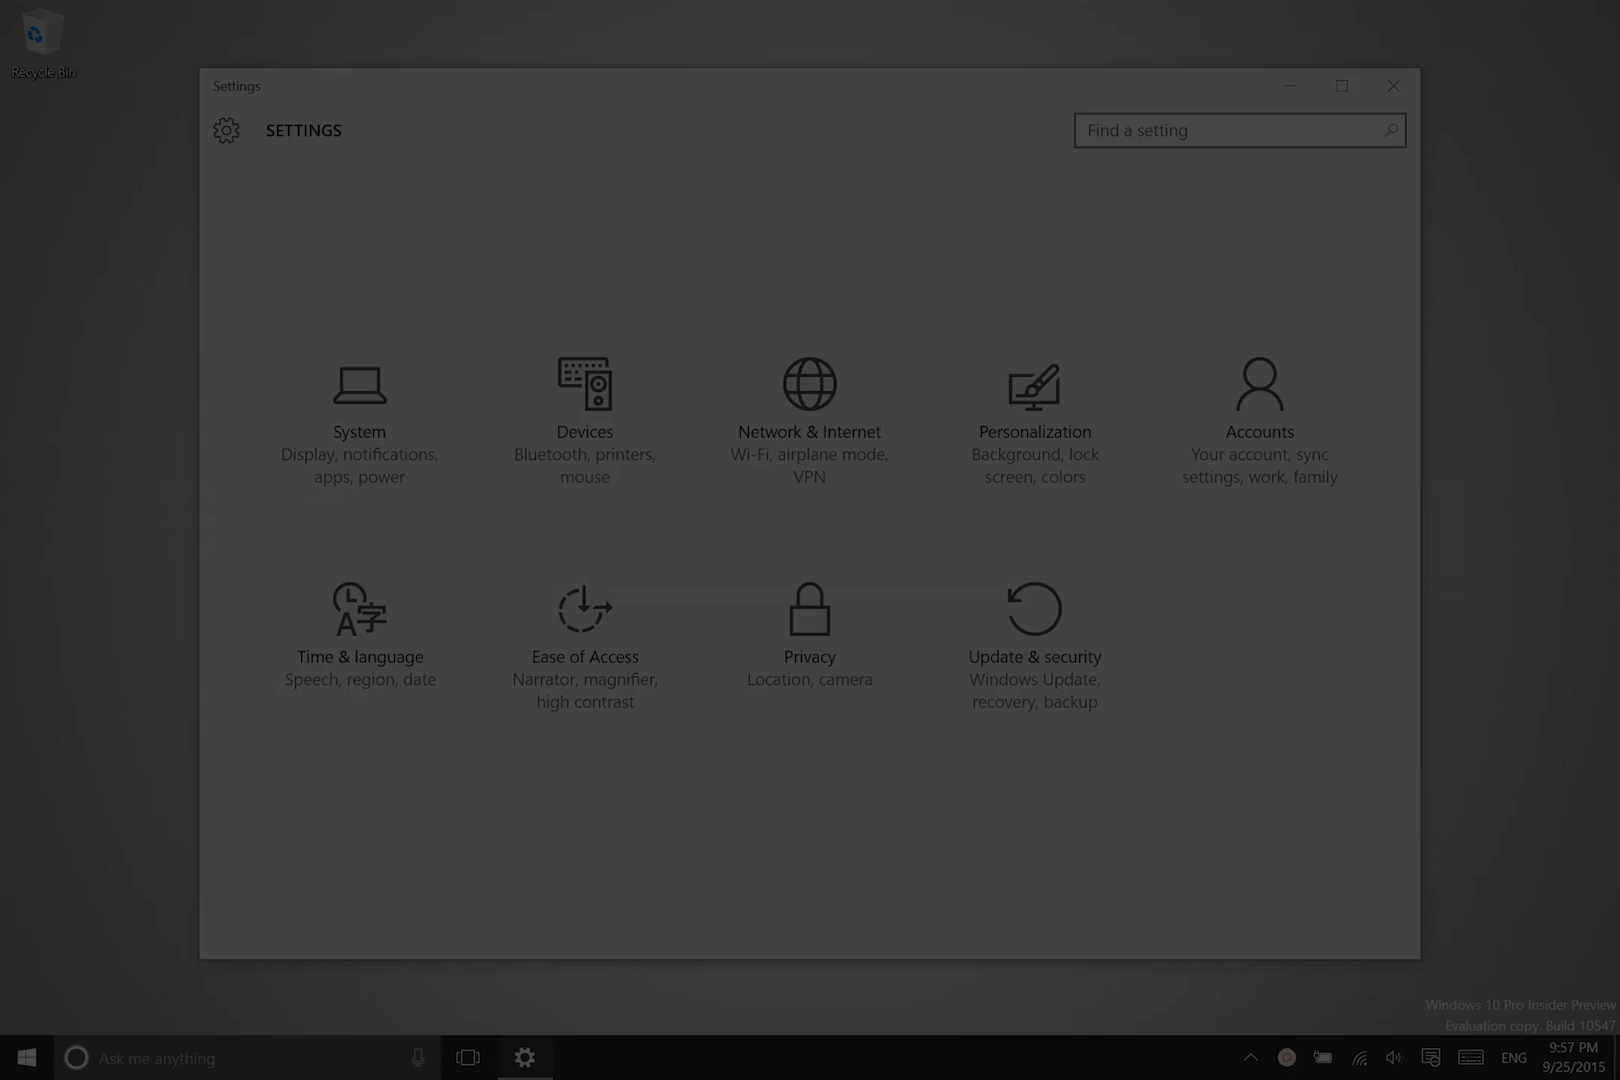 Recycle Bin
Settings
SETTINGS
Find a setting
System
Display, notifications,
apps, power
Devices
Bluetooth, printers,
mouse
Network & Internet
Wi-Fi, airplane mode,
VPN
Personalization
Background, lock
screen, colors
Accounts
Your account, sync
settings, work, family
Time & language
Speech, region, date
Ease of Access
Narrator, magnifier,
high contrast
Privacy
Location, camera
Update & security
Windows Update,
recovery, backup
Windows 10 Pro Insider Preview
Evaluation copy. Build 10547
Ask me anything
ENG
9:57 PM
9/25/2015